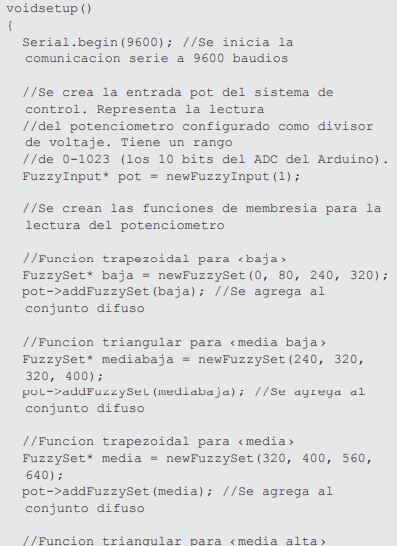 voidsetup()
{
Serial.begin(9600); //Se inicia la
comunicacion serie a 9600 baudios
//Se crea la entrada pot del sistema de
control. Representa la lectura
//del potenciometro configurado como divisor
de voltaje. Tiene un rango
//de 0-1023 (los 10 bits del ADC del Arduino).
FuzzyInput* pot = newFuzzyInput(1);
//Se crean las funciones de membresia para la
lectura del potenciometro
//Funcion trapezoidal para ‹baja›
FuzzySet* baja = newFuzzySet(0, 80, 240, 320);
pot->addFuzzySet(baja); //Se agrega al
conjunto difuso
//Funcion triangular para ‹media baja›
FuzzySet* mediabaja = newFuzzySet(240, 320,
320, 400);
pot->addFuzzySet(mediabaja); //Se agrega al
conjunto difuso
//Funcion trapezoidal para ‹media›
FuzzySet* media = newFuzzySet(320, 400, 560,
640);
pot->addFuzzySet(media); //Se agrega al
conjunto difuso
//Funcion triangular para ‹media alta›